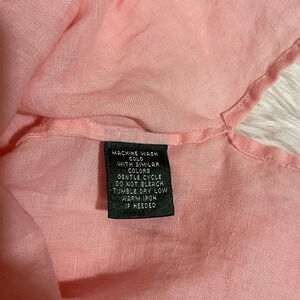 MACHINE WASH
COLD
WITH SIMILAR
COLORS
GENTLE CYCLE
DO NOT BLEACH
TUMBLE DRY LOW
WARM IRON
IF NEEDED